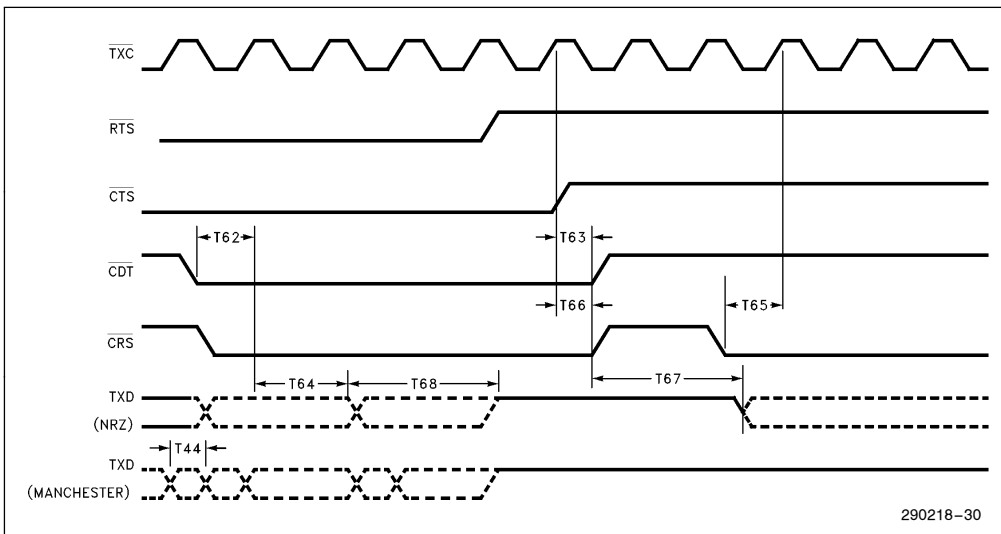 TXC
RTS
CTS
T62
T63
CDT
T66
T65
CRS
T64
T68
T67
TXD
(NRZ)
T44
TXD
(MANCHESTER)
290218-30